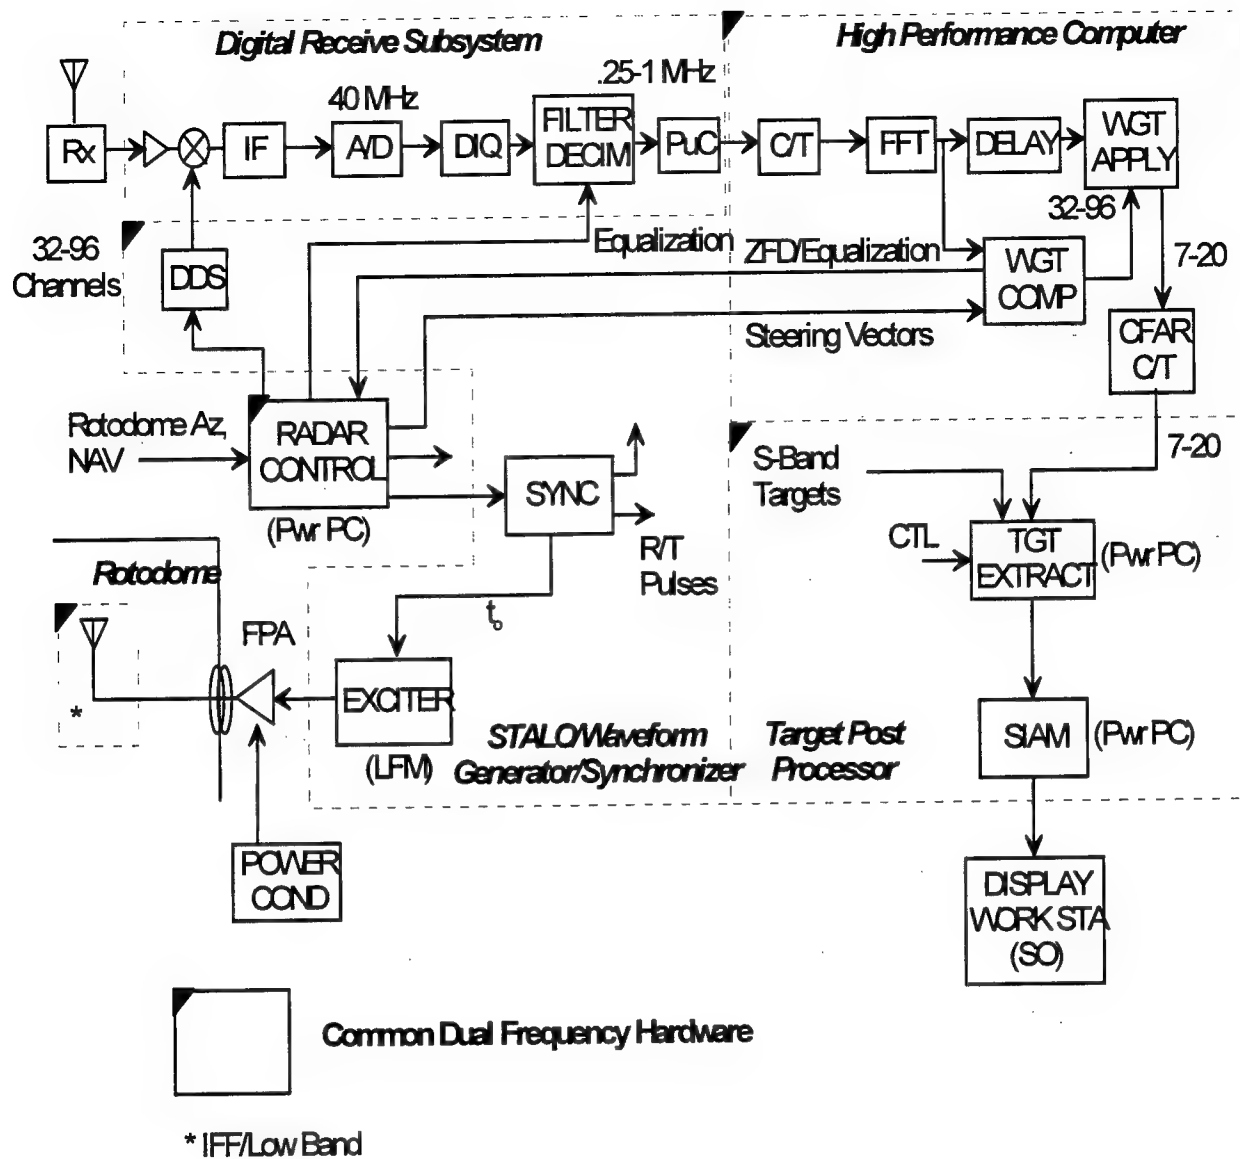 Digital Receive Subsystem
High Performance Computer
.25-1 MHz
40 MHz
Rx
IF
A/D
DIQ
FILTER
DECIM
PuC
C/T
FFT
DELAY
WGT
APPLY
32-96
Channels
DDS
Equalization
ZFD/Equalization
32-96
WGT
COMP
7-20
Steering Vectors
CFAR
C/T
Rotodome Az,
NAV
RADAR
CONTROL
(Pwr PC)
SYNC
R/T
Pulses
S-Band
Targets
7-20
CTL
TGT
EXTRACT
(Pwr PC)
Rotodome
FPA
to
*
EXCITER
(LFM)
STALO/Waveform
Generator/Synchronizer
Target Post
Processor
SIAM
(Pwr PC)
POWER
COND
DISPLAY
WORK STA
(SO)
Common Dual Frequency Hardware
* IFF/Low Band